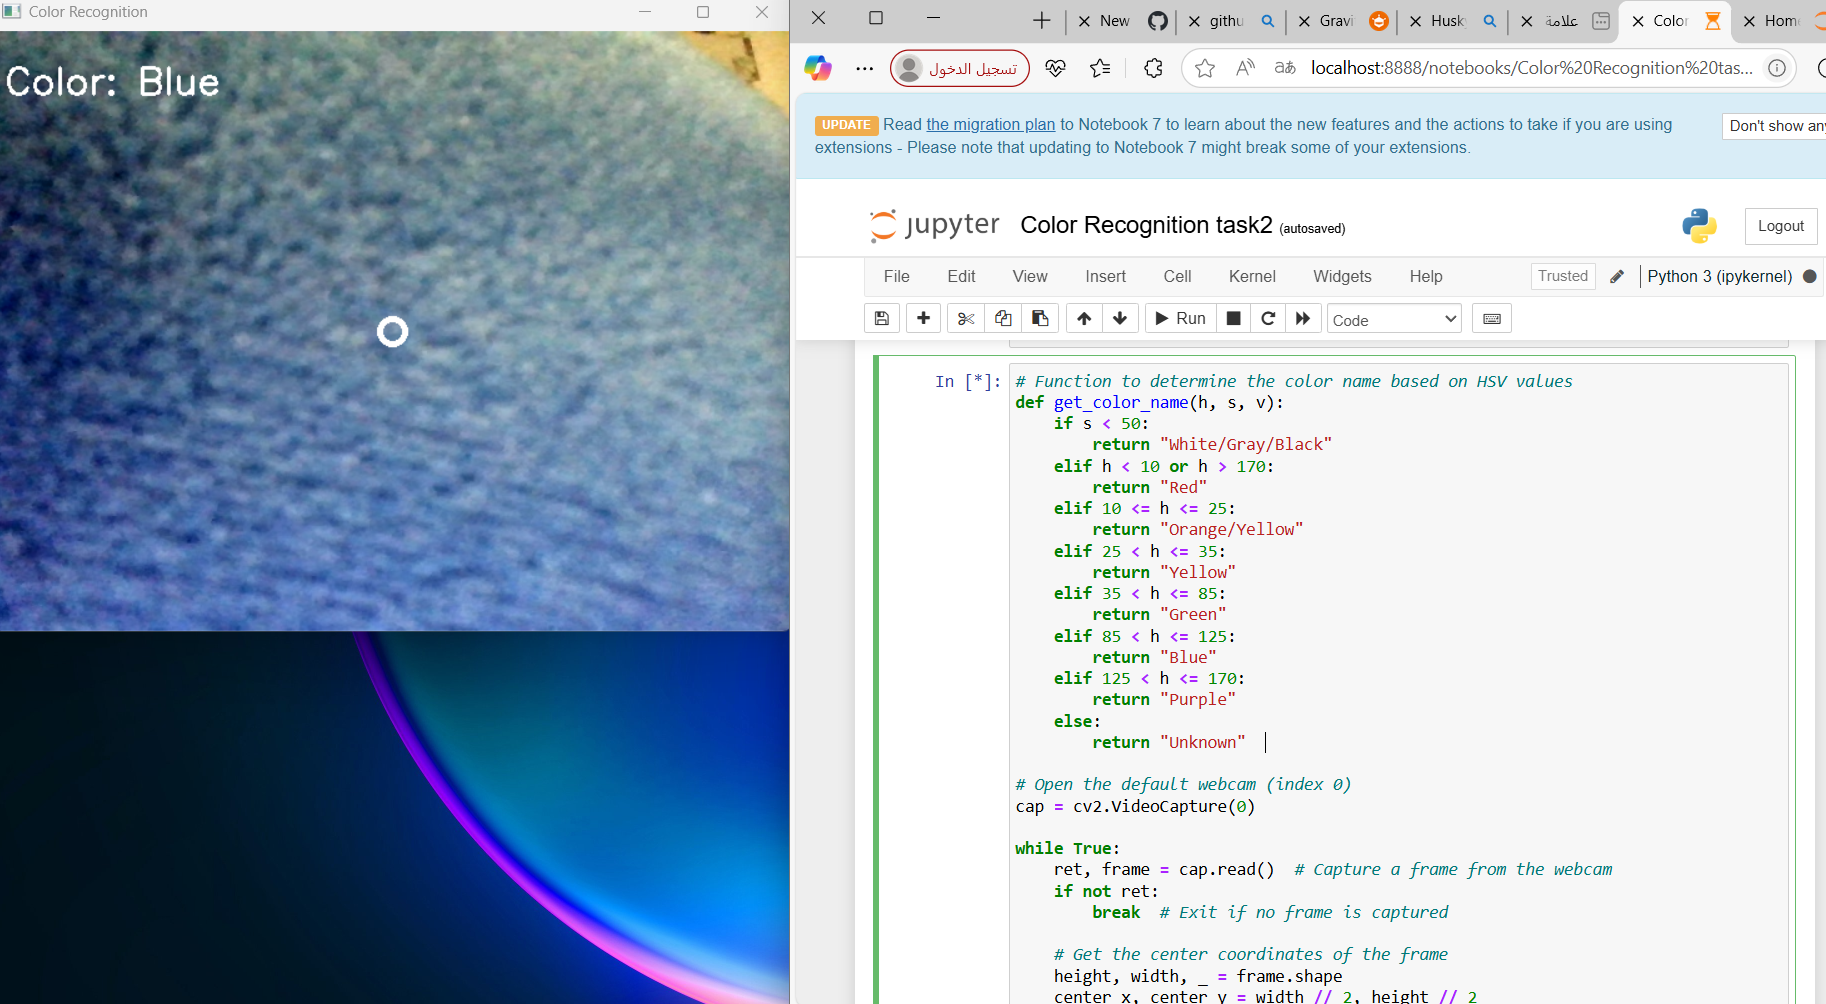 Color Recognition
Color: Blue
New
githu
Gravi
Husk
علامة
Color
Hom
تسجيل الدخول
localhost:8888/notebooks/Color%20Recognition%20tas...
UPDATE Read the migration plan to Notebook 7 to learn about the new features and the actions to take if you are using
extensions - Please note that updating to Notebook 7 might break some of your extensions.
Don't show any
jupyter Color Recognition task2 (autosaved)
Logout
File Edit View Insert Cell Kernel Widgets Help
Trusted
Python 3 (ipykernel)
Run
Code
In [*]:
# Function to determine the color name based on HSV values
def get_color_name(h, s, v):
    if s < 50:
        return "White/Gray/Black"
    elif h < 10 or h > 170:
        return "Red"
    elif 10 <= h <= 25:
        return "Orange/Yellow"
    elif 25 < h <= 35:
        return "Yellow"
    elif 35 < h <= 85:
        return "Green"
    elif 85 < h <= 125:
        return "Blue"
    elif 125 < h <= 170:
        return "Purple"
    else:
        return "Unknown"
# Open the default webcam (index 0)
cap = cv2.VideoCapture(0)
while True:
    ret, frame = cap.read()  # Capture a frame from the webcam
    if not ret:
        break  # Exit if no frame is captured
    # Get the center coordinates of the frame
    height, width, _ = frame.shape
    center_x, center_y = width // 2, height // 2